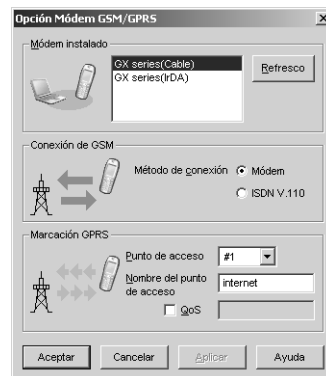 Opción Módem GSM/GPRS
Módem instalado
GX series(Cable)
GX series(IrDA)
Refresco
Conexión de GSM
Método de conexión
Módem
ISDN V.110
Marcación GPRS
Punto de acceso
#1
Nombre del punto
de acceso
internet
QoS
Aceptar
Cancelar
Aplicar
Ayuda